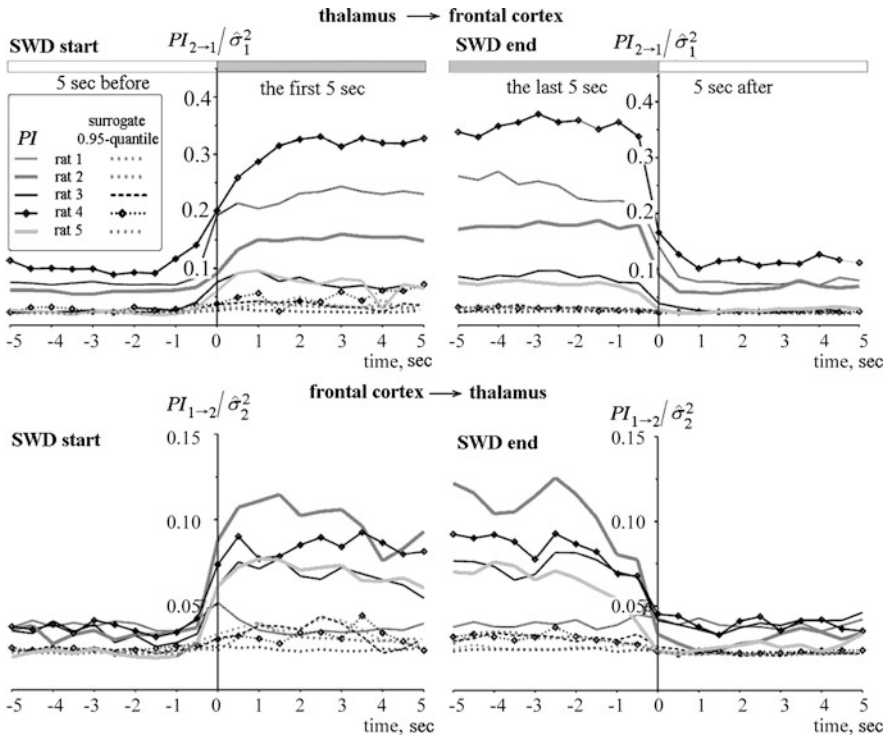 thalamus → frontal cortex
SWD start
PI₂→₁/σ̂₁²
SWD end
PI₂→₁/σ̂₁²
5 sec before
the first 5 sec
the last 5 sec
5 sec after
PI
surrogate
0.95-quantile
rat 1
rat 2
rat 3
rat 4
rat 5
0.4
0.3
0.2
0.1
0.4
0.3
0.2
0.1
-5 -4 -3 -2 -1 0 1 2 3 4 5
time, sec
-5 -4 -3 -2 -1 0 1 2 3 4 5
time, sec
frontal cortex → thalamus
SWD start
PI₁→₂/σ̂₂²
SWD end
PI₁→₂/σ̂₂²
0.15
0.10
0.05
0.15
0.10
0.05
-5 -4 -3 -2 -1 0 1 2 3 4 5
time, sec
-5 -4 -3 -2 -1 0 1 2 3 4 5
time, sec